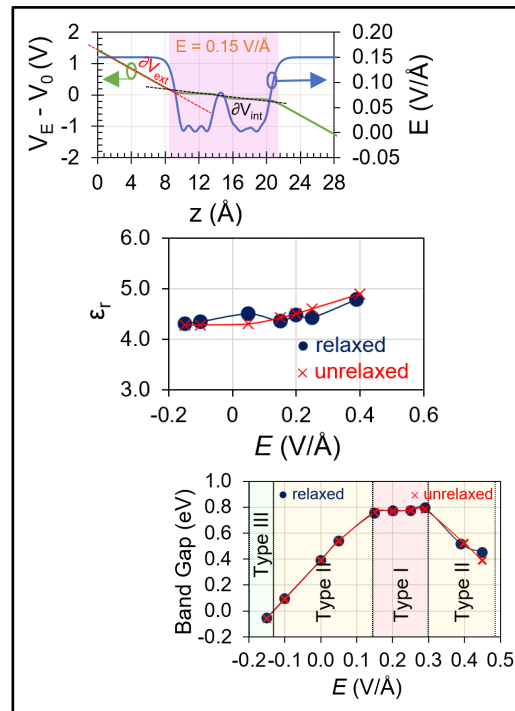 V_E - V_0 (V)
2
1
0
-1
-2
E = 0.15 V/Å
∂V_ext
∂V_int
0.20
0.15
0.10
0.05
0.00
-0.05
E (V/Å)
0 4 8 12 16 20 24 28
z (Å)
ε_r
6.0
5.0
4.0
3.0
relaxed
unrelaxed
-0.2 0 0.2 0.4 0.6
E (V/Å)
Band Gap (eV)
1.0
0.8
0.6
0.4
0.2
0.0
-0.2
relaxed
unrelaxed
Type III
Type II
Type I
Type II
-0.2 -0.1 0.0 0.1 0.2 0.3 0.4 0.5
E (V/Å)